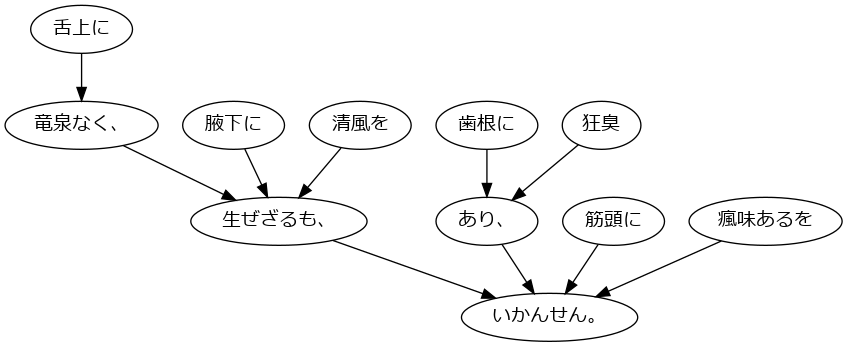 舌上に
竜泉なく、
腋下に
清風を
歯根に
狂臭
生ぜざるも、
あり、
筋頭に
瘋味あるを
いかんせん。